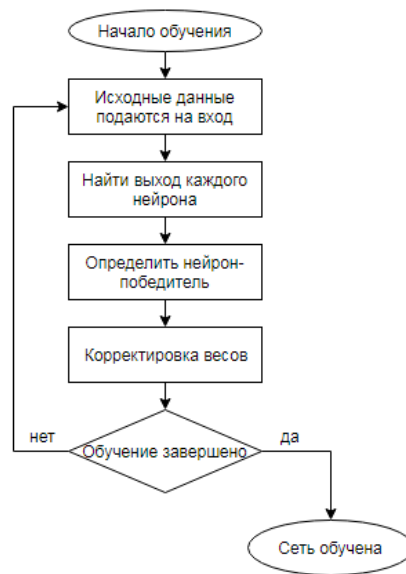 Начало обучения
Исходные данные
подаются на вход
Найти выход каждого
нейрона
Определить нейрон-
победитель
Корректировка весов
нет
Обучение завершено
да
Сеть обучена